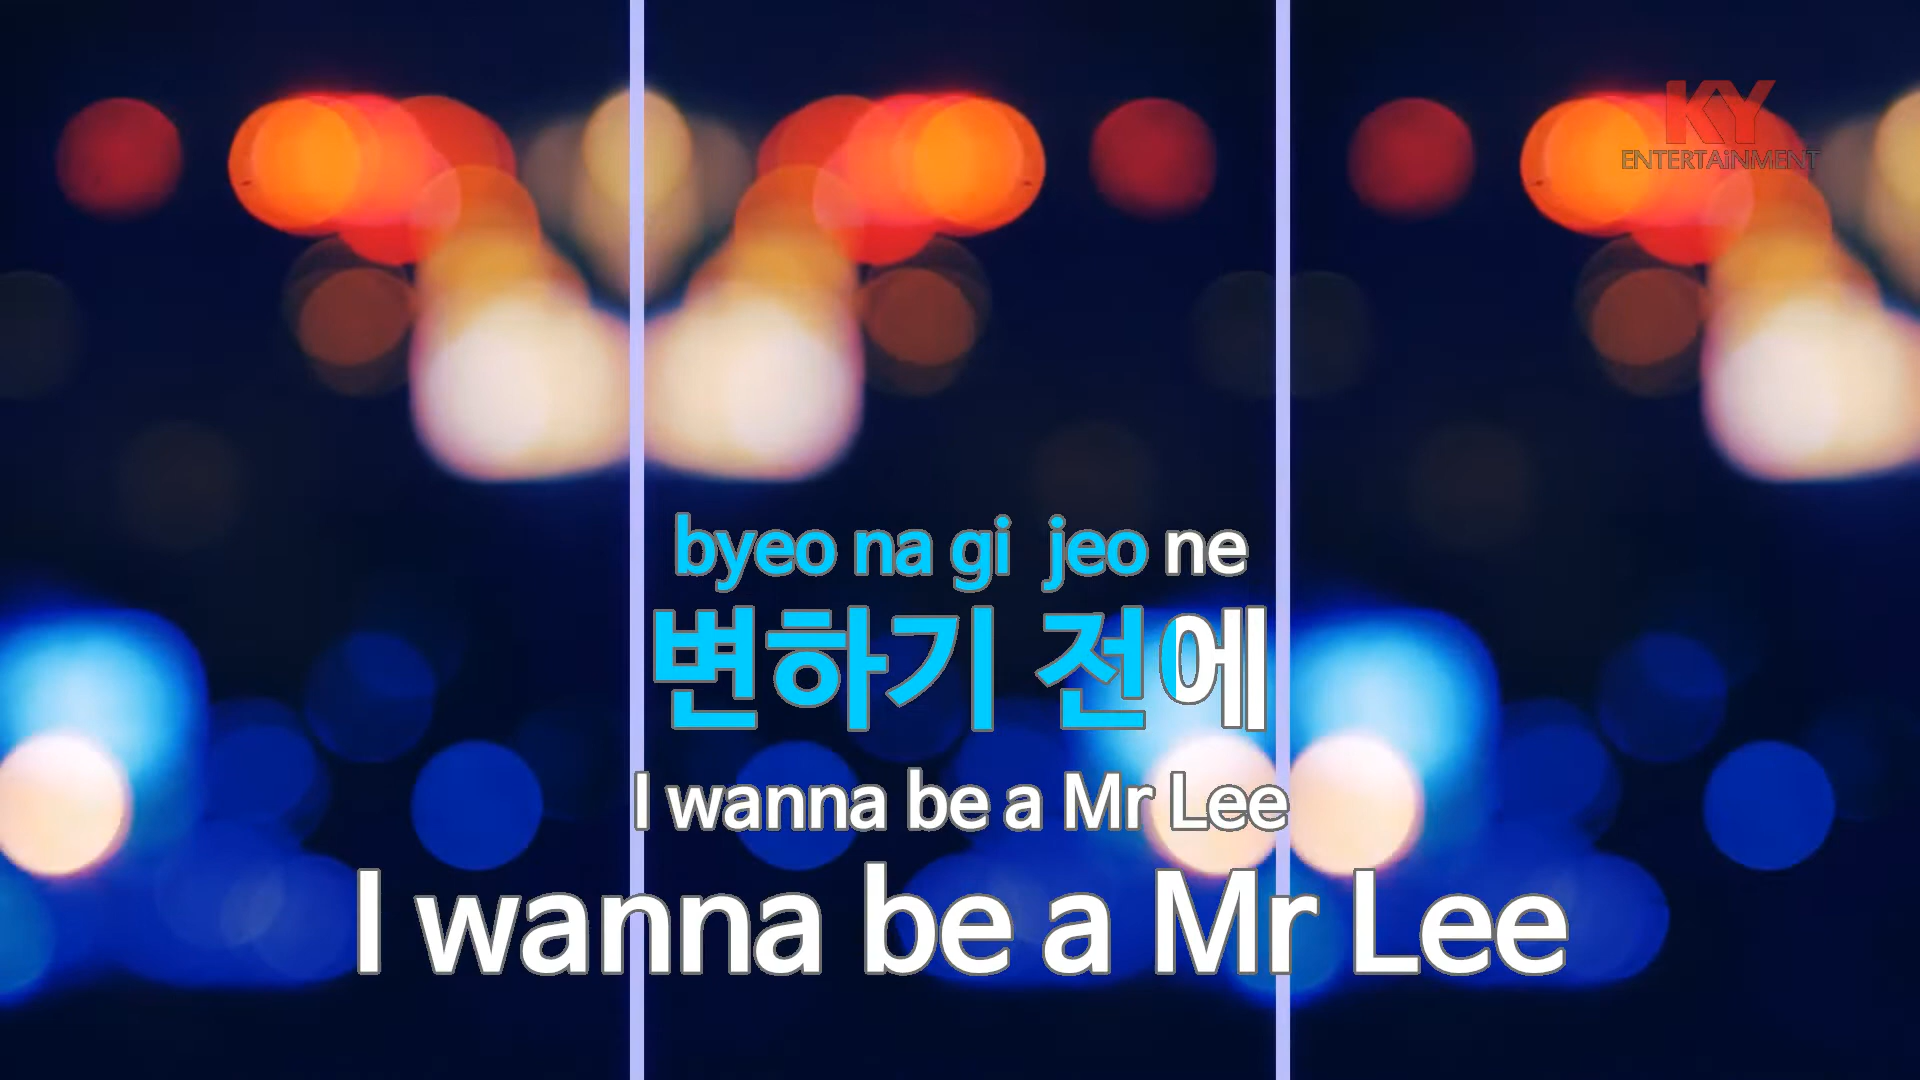 KY
ENTERTAiNMENT
byeo na gi jeo ne
변하기 전에
I wanna be a Mr Lee
I wanna be a Mr Lee